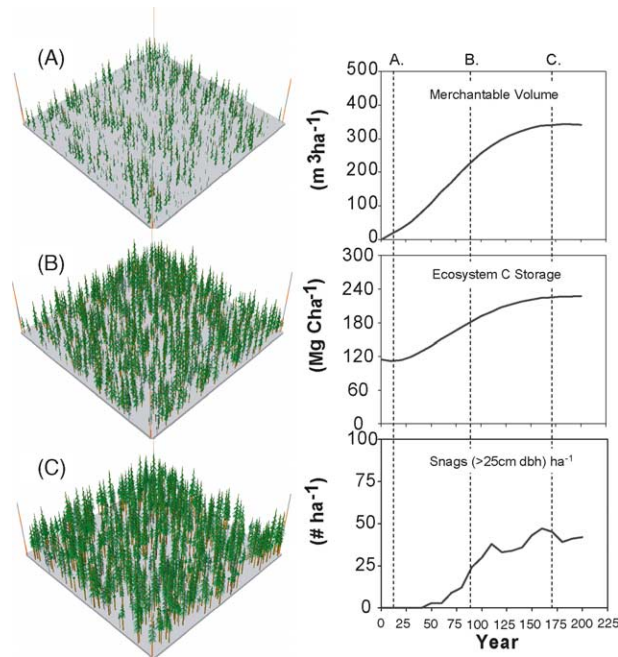 (A)
(B)
(C)
A. B. C.
500
400
300
200
100
0
(m³ha⁻¹)
Merchantable Volume
300
240
180
120
60
0
(Mg Cha⁻¹)
Ecosystem C Storage
100
75
50
25
0
(# ha⁻¹)
Snags (>25cm dbh) ha⁻¹
0 25 50 75 100 125 150 175 200 225
Year